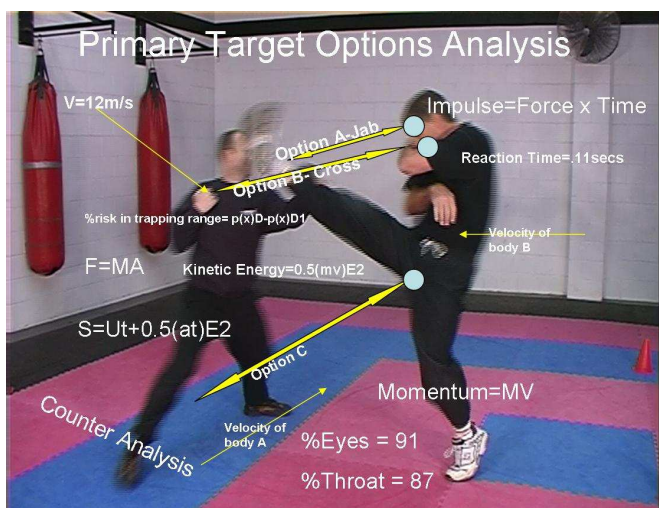 Primary Target Options Analysis
V=12m/s
Impulse=Force x Time
Option A-Jab
Reaction Time=.11secs
Option B- Cross
%risk in trapping range= p(x)D-p(x)D1
Velocity of
body B
F=MA
Kinetic Energy=0.5(mv)E2
S=Ut+0.5(at)E2
Option C
Momentum=MV
Counter Analysis
Velocity of
body A
%Eyes = 91
%Throat = 87